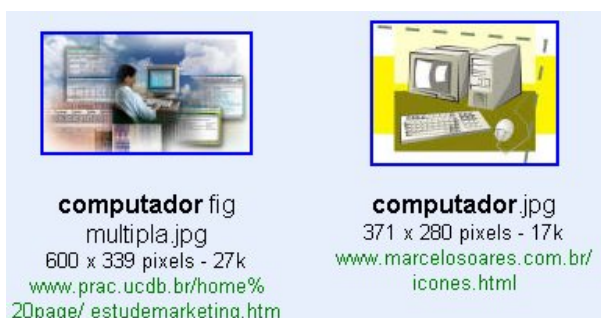 computador fig
multipla.jpg
600 x 339 pixels - 27k
www.prac.ucdb.br/home%
20page/ estudemarketing.htm
computador.jpg
371 x 280 pixels - 17k
www.marcelosoares.com.br/
icones.html